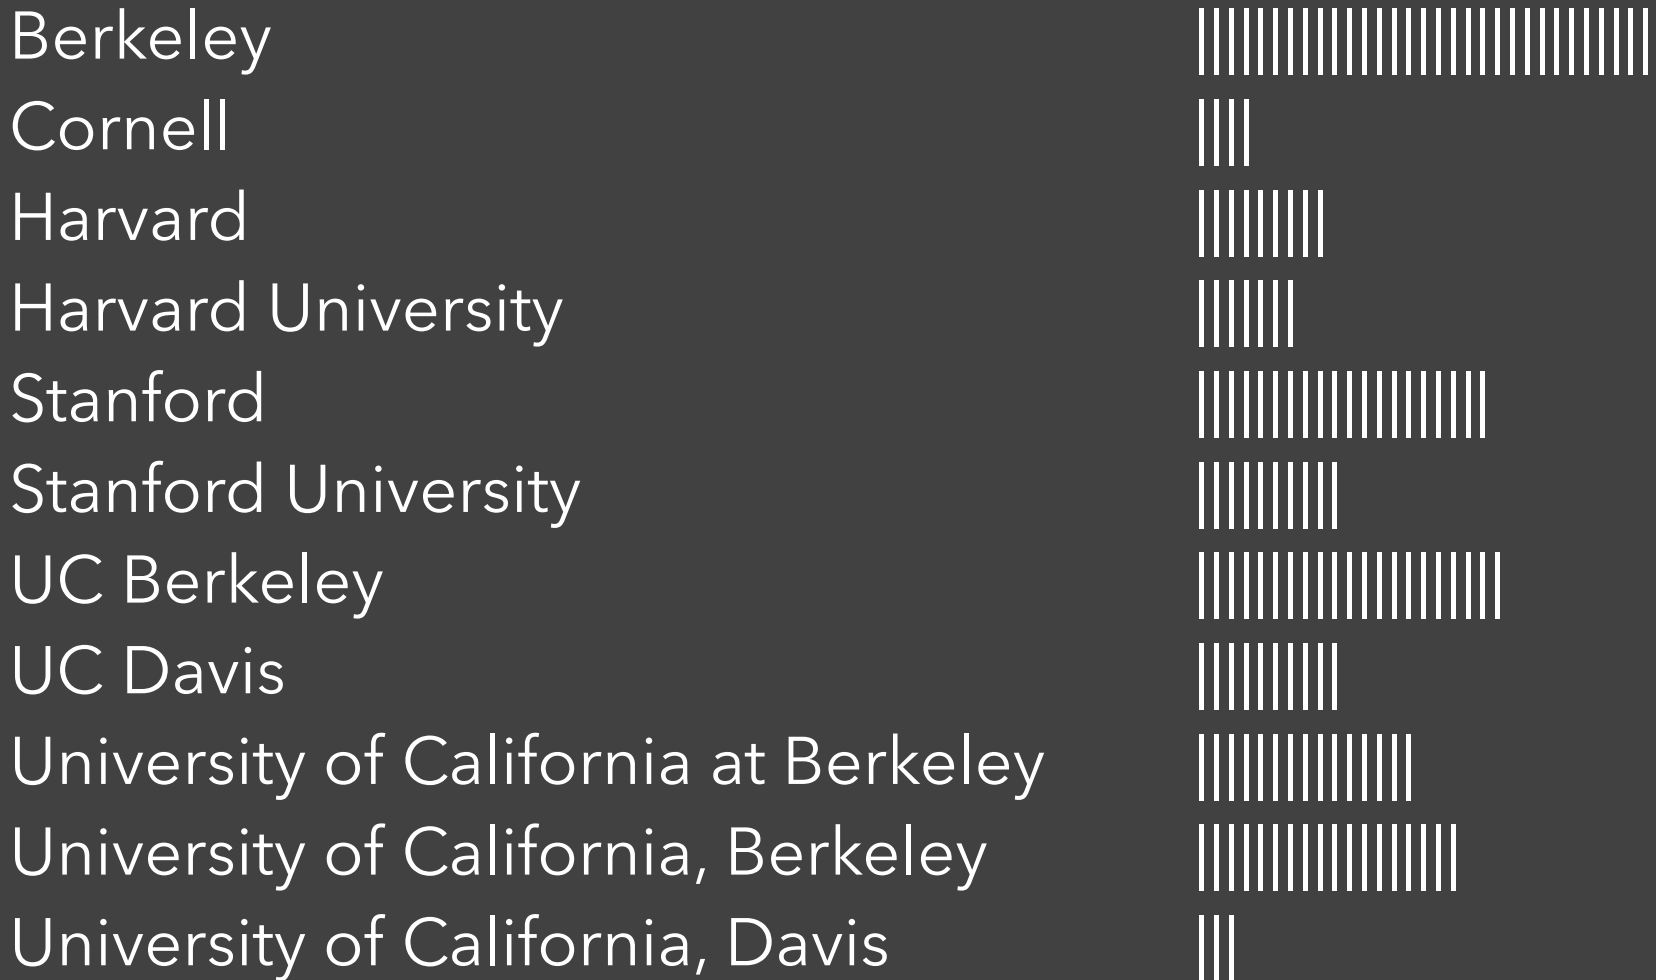 Berkeley |||||||||||||||||||||||||||||||
Cornell ||||
Harvard |||||||||
Harvard University |||||||
Stanford ||||||||||||||||||||
Stanford University ||||||||||
UC Berkeley |||||||||||||||||||||
UC Davis ||||||||||
University of California at Berkeley |||||||||||||||
University of California, Berkeley ||||||||||||||||||
University of California, Davis |||